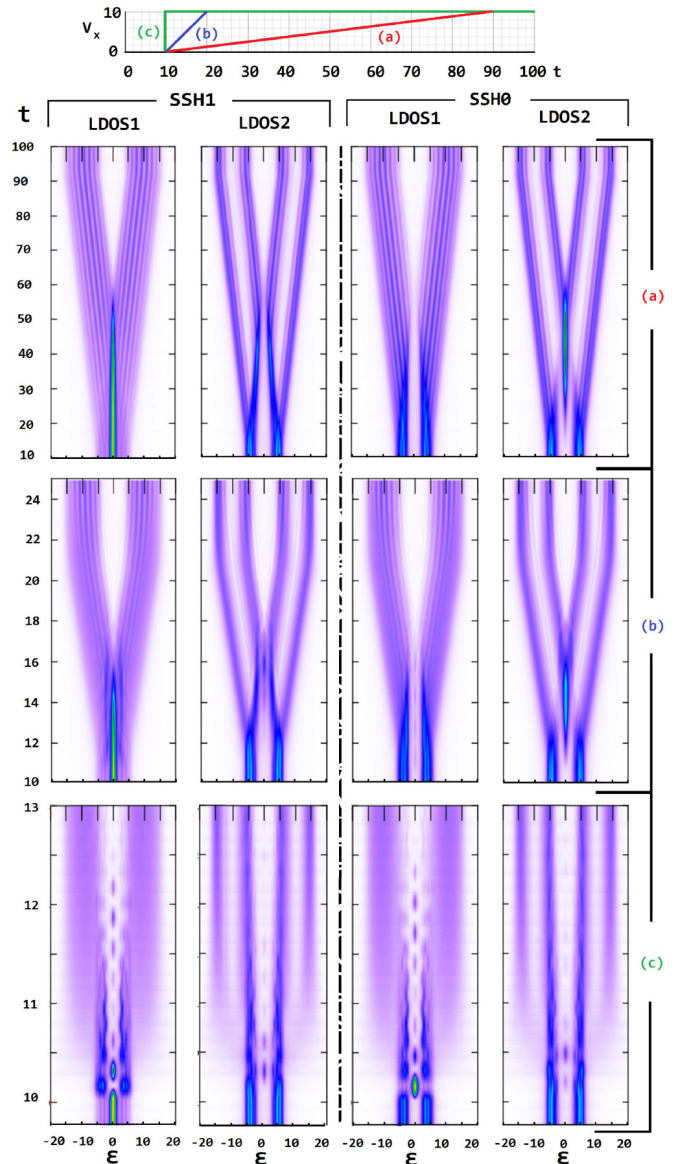 10
V_x
0
(c)
(b)
(a)
0 10 20 30 40 50 60 70 80 90 100 t
t
SSH1
SSH0
LDOS1 LDOS2 LDOS1 LDOS2
100
90
80
70
60
50
40
30
20
10
(a)
24
22
20
18
16
14
12
10
(b)
13
12
11
10
(c)
-20 -10 0 10 20 -20 -10 0 10 20 -20 -10 0 10 20 -20 -10 0 10 20
ε ε ε ε